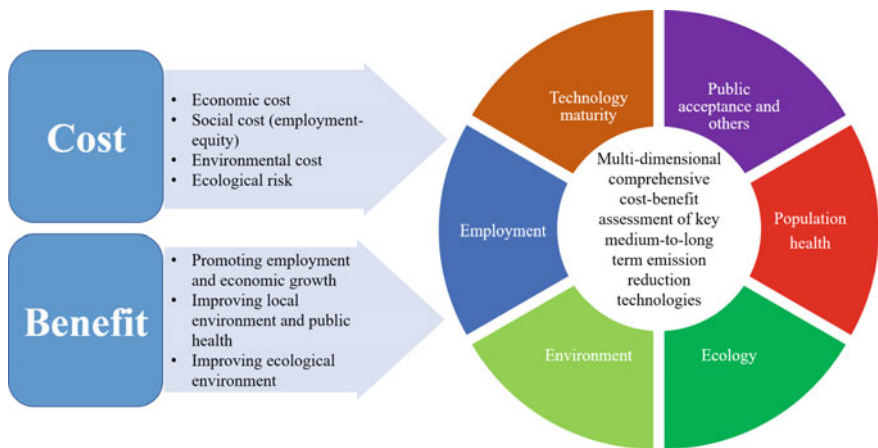 Cost
• Economic cost
• Social cost (employment-
equity)
• Environmental cost
• Ecological risk
Benefit
• Promoting employment
and economic growth
• Improving local
environment and public
health
• Improving ecological
environment
Technology
maturity
Public
acceptance and
others
Employment
Multi-dimensional
comprehensive
cost-benefit
assessment of key
medium-to-long
term emission
reduction
technologies
Population
health
Environment
Ecology